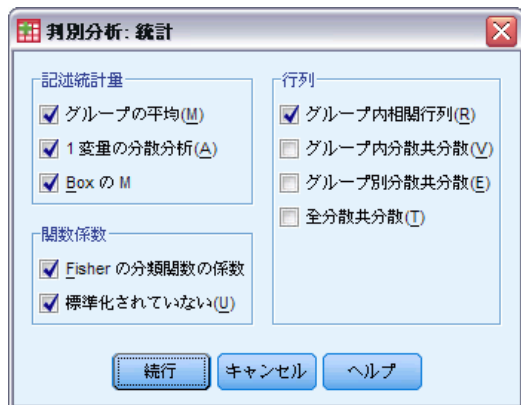 判別分析: 統計
記述統計量
グループの平均(M)
1 変量の分散分析(A)
Box の M
関数係数
Fisher の分類関数の係数
標準化されていない(U)
行列
グループ内相関行列(R)
グループ内分散共分散(V)
グループ別分散共分散(E)
全分散共分散(T)
続行
キャンセル
ヘルプ